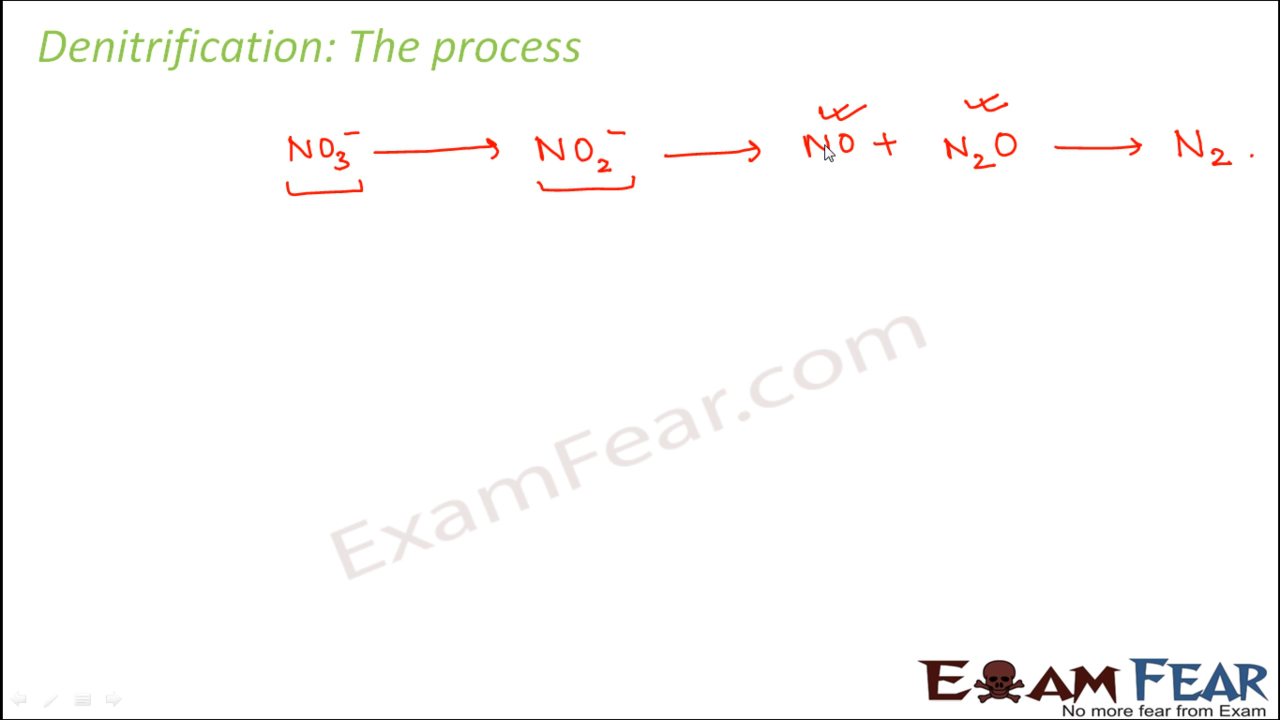 Denitrification: The process
NO₃⁻ → NO₂⁻ → NO + N₂O → N₂.
ExamFear.com
EXAM FEAR
No more fear from Exam